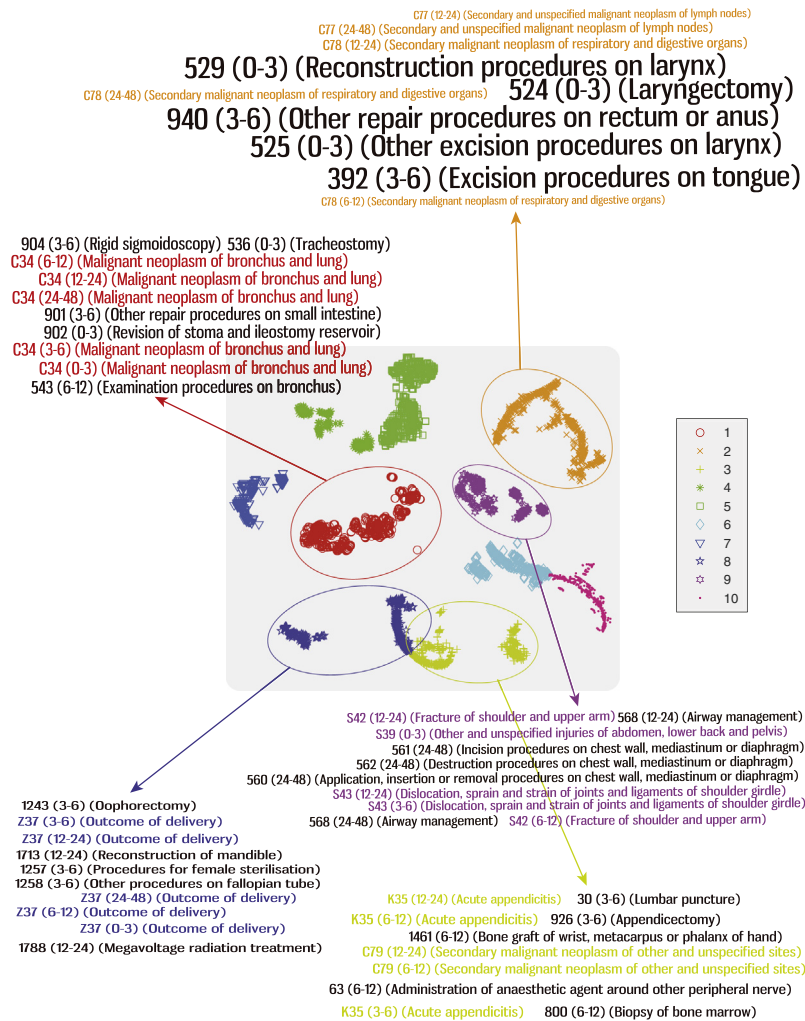 C77 (12-24) (Secondary and unspecified malignant neoplasm of lymph nodes)
C77 (24-48) (Secondary and unspecified malignant neoplasm of lymph nodes)
C78 (12-24) (Secondary malignant neoplasm of respiratory and digestive organs)
529 (0-3) (Reconstruction procedures on larynx)
C78 (24-48) (Secondary malignant neoplasm of respiratory and digestive organs) 524 (0-3) (Laryngectomy)
940 (3-6) (Other repair procedures on rectum or anus)
525 (0-3) (Other excision procedures on larynx)
392 (3-6) (Excision procedures on tongue)
C78 (6-12) (Secondary malignant neoplasm of respiratory and digestive organs)
904 (3-6) (Rigid sigmoidoscopy) 536 (0-3) (Tracheostomy)
C34 (6-12) (Malignant neoplasm of bronchus and lung)
C34 (12-24) (Malignant neoplasm of bronchus and lung)
C34 (24-48) (Malignant neoplasm of bronchus and lung)
901 (3-6) (Other repair procedures on small intestine)
902 (0-3) (Revision of stoma and ileostomy reservoir)
C34 (3-6) (Malignant neoplasm of bronchus and lung)
C34 (0-3) (Malignant neoplasm of bronchus and lung)
543 (6-12) (Examination procedures on bronchus)
1
2
3
4
5
6
7
8
9
10
S42 (12-24) (Fracture of shoulder and upper arm) 568 (12-24) (Airway management)
S39 (0-3) (Other and unspecified injuries of abdomen, lower back and pelvis)
561 (24-48) (Incision procedures on chest wall, mediastinum or diaphragm)
562 (24-48) (Destruction procedures on chest wall, mediastinum or diaphragm)
560 (24-48) (Application, insertion or removal procedures on chest wall, mediastinum or diaphragm)
S43 (12-24) (Dislocation, sprain and strain of joints and ligaments of shoulder girdle)
S43 (3-6) (Dislocation, sprain and strain of joints and ligaments of shoulder girdle)
568 (24-48) (Airway management) S42 (6-12) (Fracture of shoulder and upper arm)
1243 (3-6) (Oophorectomy)
Z37 (3-6) (Outcome of delivery)
Z37 (12-24) (Outcome of delivery)
1713 (12-24) (Reconstruction of mandible)
1257 (3-6) (Procedures for female sterilisation)
1258 (3-6) (Other procedures on fallopian tube)
Z37 (24-48) (Outcome of delivery)
Z37 (6-12) (Outcome of delivery)
Z37 (0-3) (Outcome of delivery)
1788 (12-24) (Megavoltage radiation treatment)
K35 (12-24) (Acute appendicitis) 30 (3-6) (Lumbar puncture)
K35 (6-12) (Acute appendicitis) 926 (3-6) (Appendicectomy)
1461 (6-12) (Bone graft of wrist, metacarpus or phalanx of hand)
C79 (12-24) (Secondary malignant neoplasm of other and unspecified sites)
C79 (6-12) (Secondary malignant neoplasm of other and unspecified sites)
63 (6-12) (Administration of anaesthetic agent around other peripheral nerve)
K35 (3-6) (Acute appendicitis) 800 (6-12) (Biopsy of bone marrow)